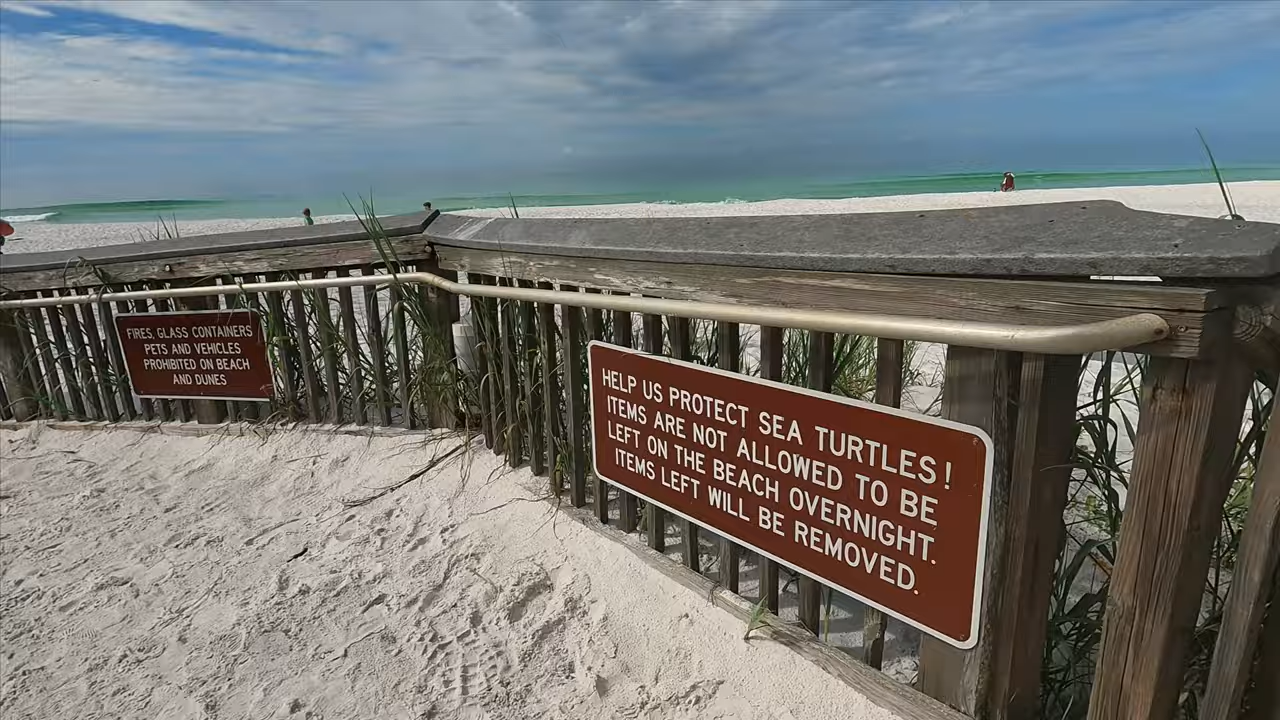 FIRES, GLASS CONTAINERS
PETS AND VEHICLES
PROHIBITED ON BEACH
AND DUNES
HELP US PROTECT SEA TURTLES!
ITEMS ARE NOT ALLOWED TO BE
LEFT ON THE BEACH OVERNIGHT.
ITEMS LEFT WILL BE REMOVED.